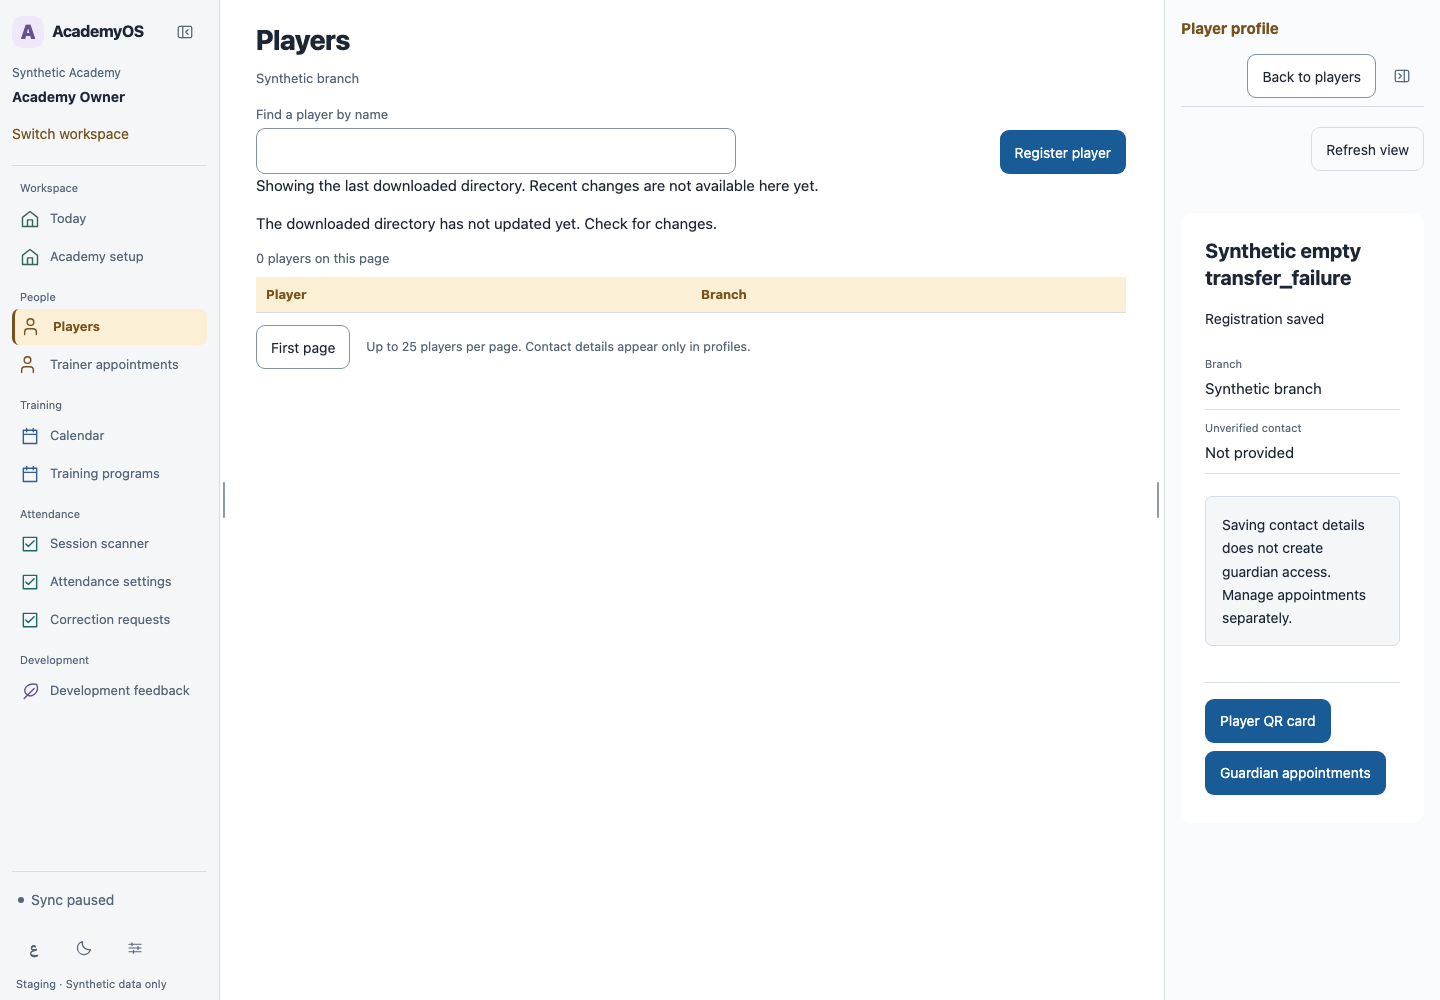 A AcademyOS
Synthetic Academy
Academy Owner
Switch workspace
Workspace
Today
Academy setup
People
Players
Trainer appointments
Training
Calendar
Training programs
Attendance
Session scanner
Attendance settings
Correction requests
Development
Development feedback
Sync paused
ع
Staging · Synthetic data only
Players
Synthetic branch
Find a player by name
Register player
Showing the last downloaded directory. Recent changes are not available here yet.
The downloaded directory has not updated yet. Check for changes.
0 players on this page
Player Branch
First page Up to 25 players per page. Contact details appear only in profiles.
Player profile
Back to players
Refresh view
Synthetic empty
transfer_failure
Registration saved
Branch
Synthetic branch
Unverified contact
Not provided
Saving contact details
does not create
guardian access.
Manage appointments
separately.
Player QR card
Guardian appointments